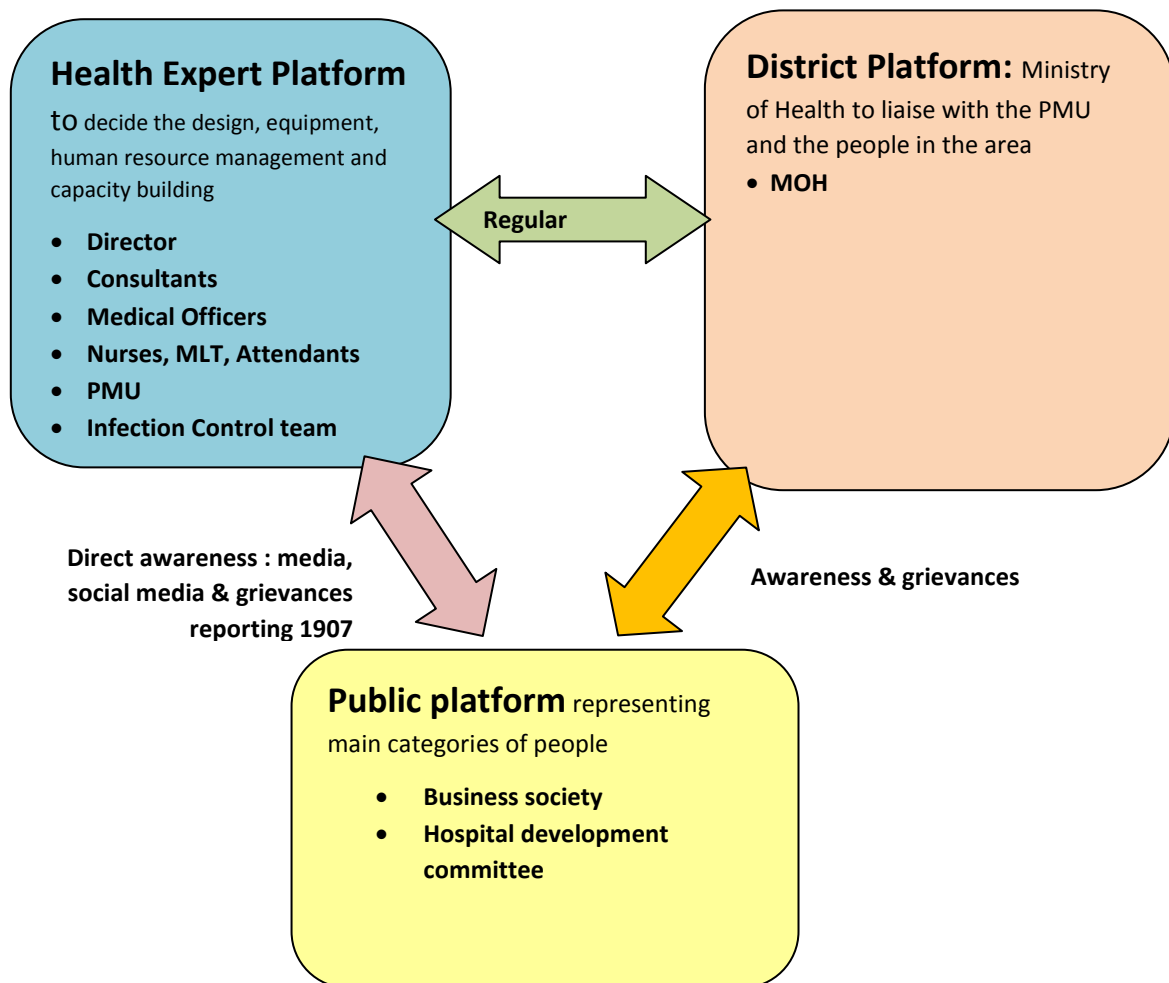 Health Expert Platform
to decide the design, equipment,
human resource management and
capacity building
• Director
• Consultants
• Medical Officers
• Nurses, MLT, Attendants
• PMU
• Infection Control team
District Platform: Ministry
of Health to liaise with the PMU
and the people in the area
• MOH
Regular
Direct awareness : media,
social media & grievances
reporting 1907
Awareness & grievances
Public platform representing
main categories of people
• Business society
• Hospital development
committee